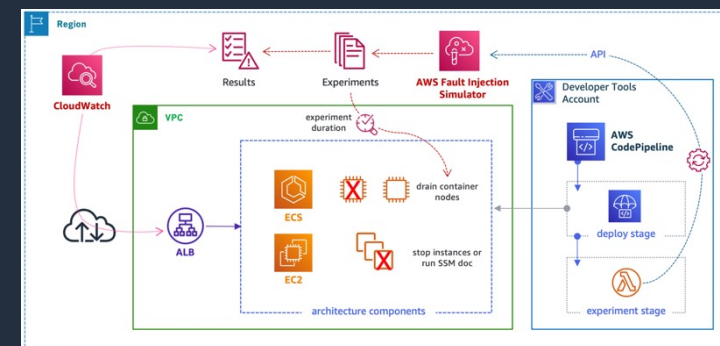 Region
CloudWatch
Results
Experiments
AWS Fault Injection
Simulator
API
Developer Tools
Account
AWS
CodePipeline
deploy stage
experiment stage
VPC
experiment
duration
ECS
drain container
nodes
ALB
EC2
stop instances or
run SSM doc
architecture components